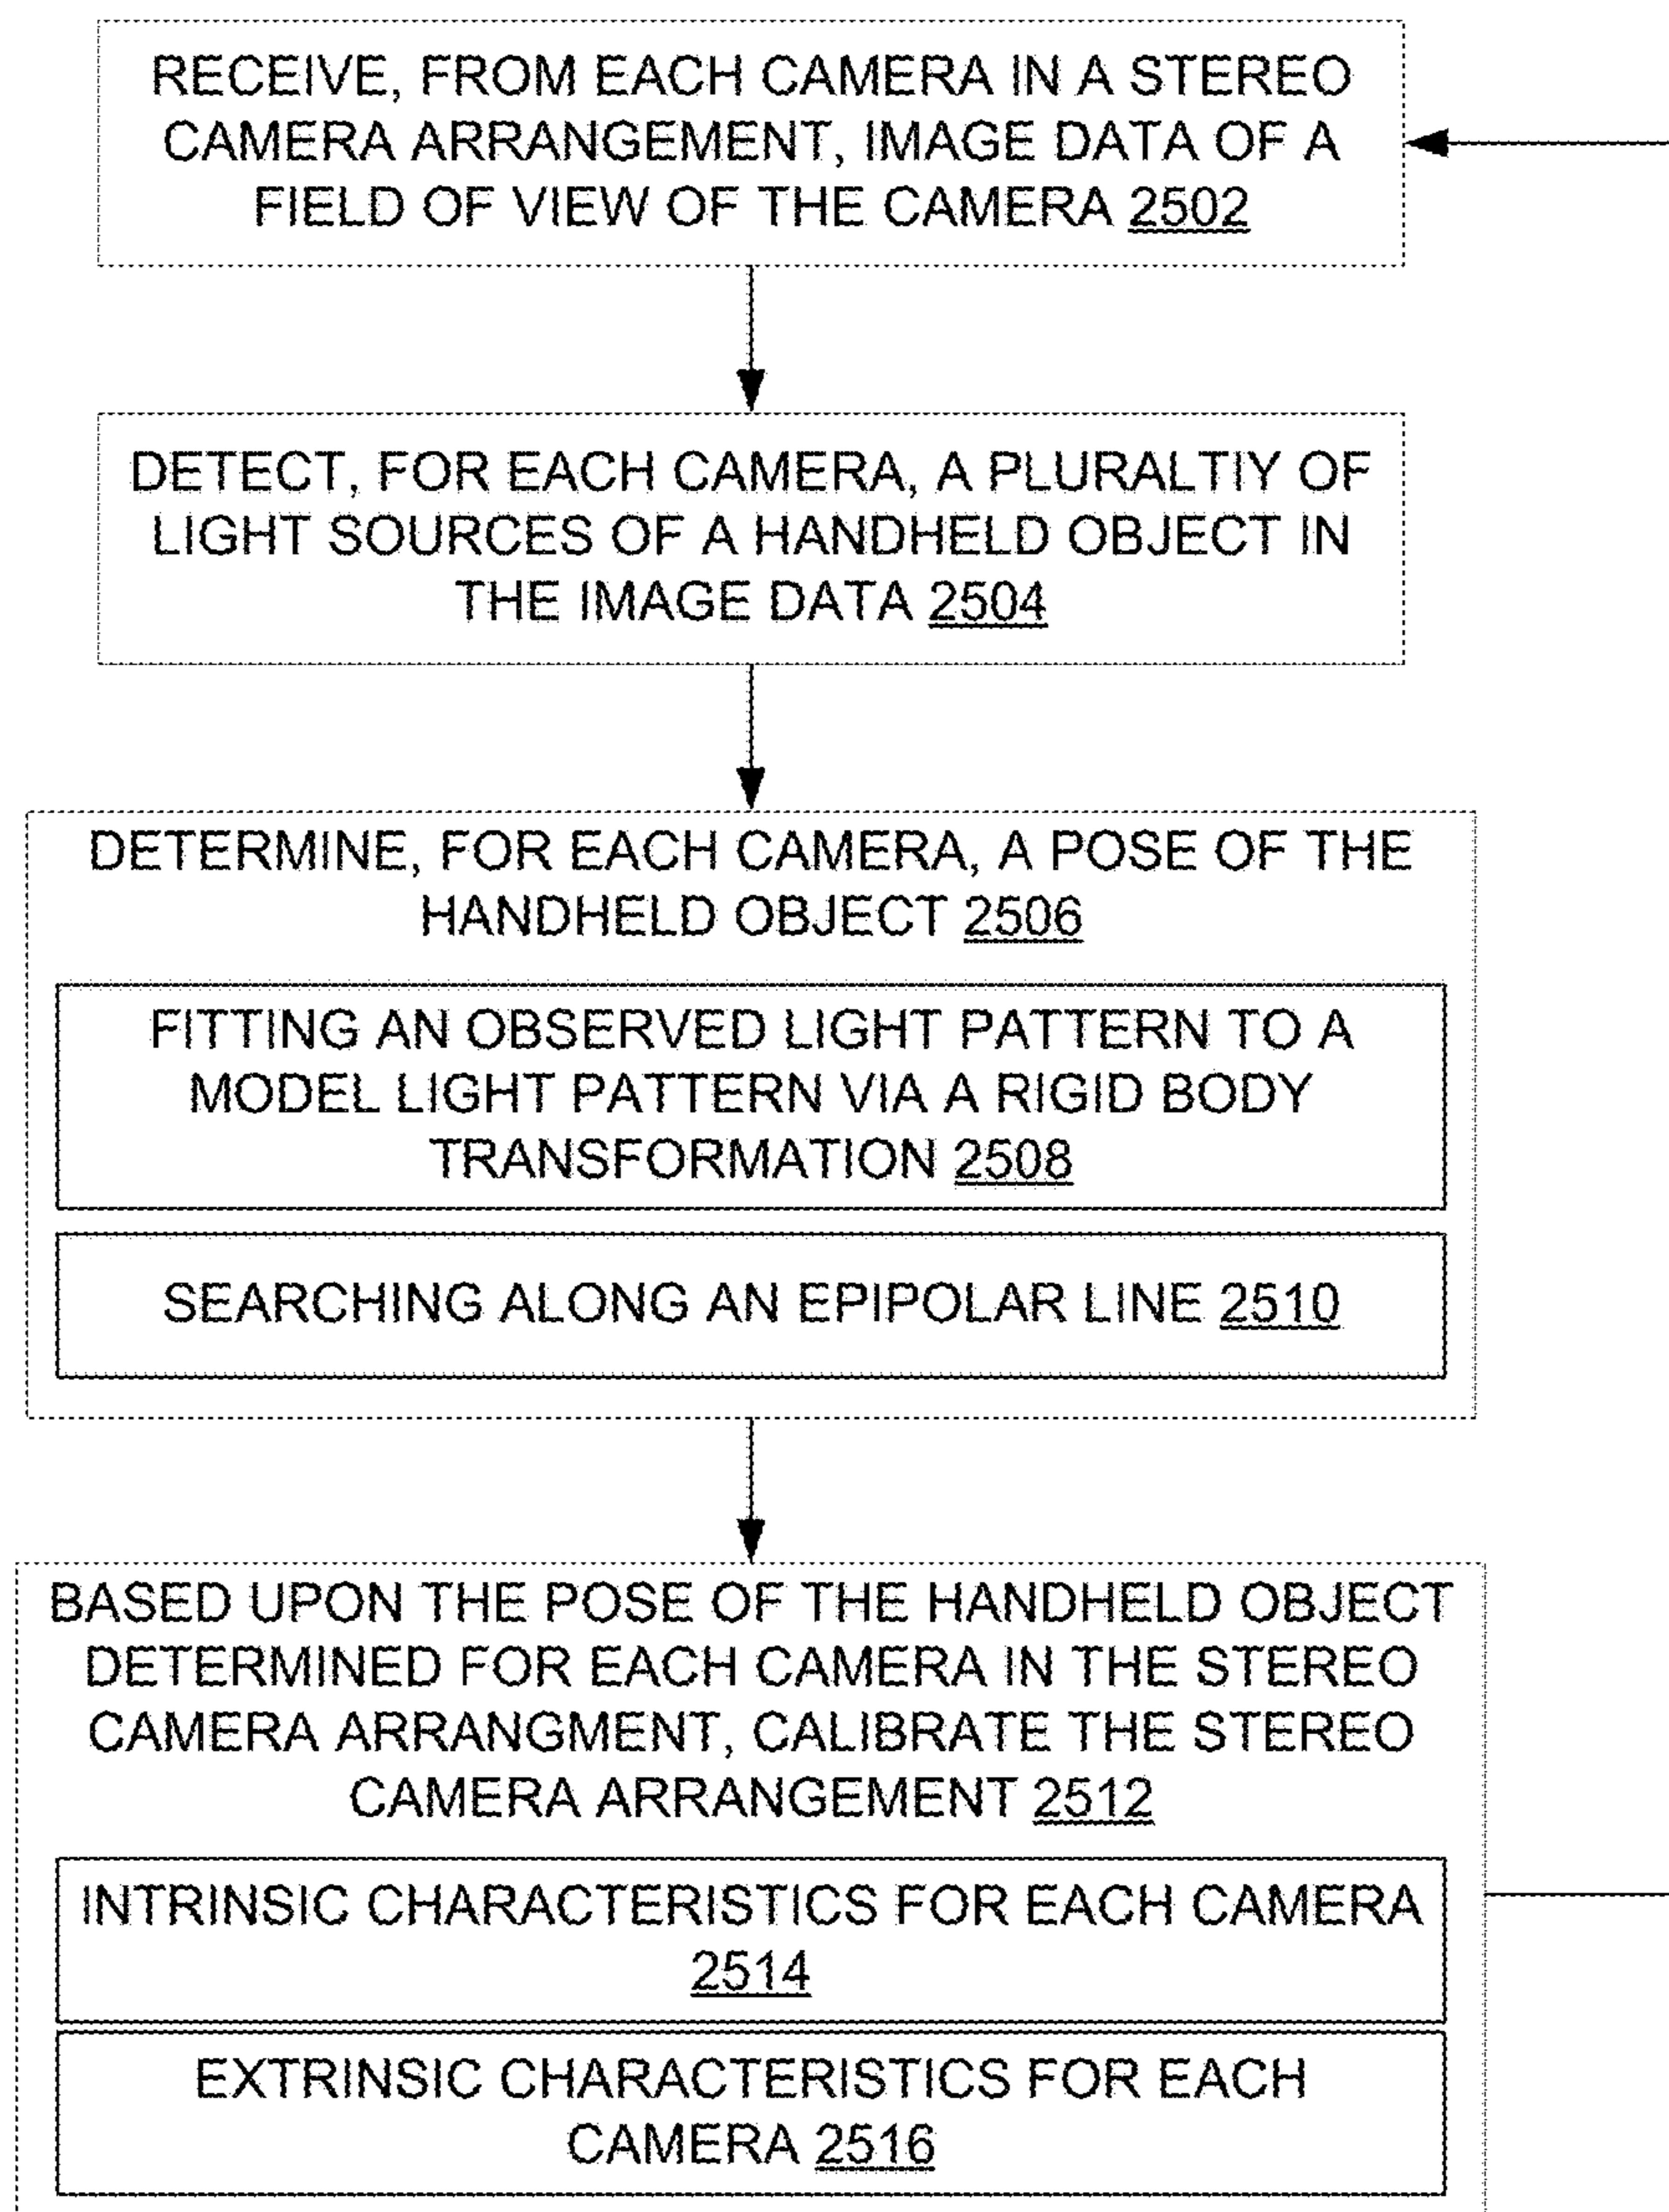 RECEIVE, FROM EACH CAMERA IN A STEREO
CAMERA ARRANGEMENT, IMAGE DATA OF A
FIELD OF VIEW OF THE CAMERA 2502
DETECT, FOR EACH CAMERA, A PLURALTIY OF
LIGHT SOURCES OF A HANDHELD OBJECT IN
THE IMAGE DATA 2504
DETERMINE, FOR EACH CAMERA, A POSE OF THE
HANDHELD OBJECT 2506
FITTING AN OBSERVED LIGHT PATTERN TO A
MODEL LIGHT PATTERN VIA A RIGID BODY
TRANSFORMATION 2508
SEARCHING ALONG AN EPIPOLAR LINE 2510
BASED UPON THE POSE OF THE HANDHELD OBJECT
DETERMINED FOR EACH CAMERA IN THE STEREO
CAMERA ARRANGMENT, CALIBRATE THE STEREO
CAMERA ARRANGEMENT 2512
INTRINSIC CHARACTERISTICS FOR EACH CAMERA
2514
EXTRINSIC CHARACTERISTICS FOR EACH
CAMERA 2516